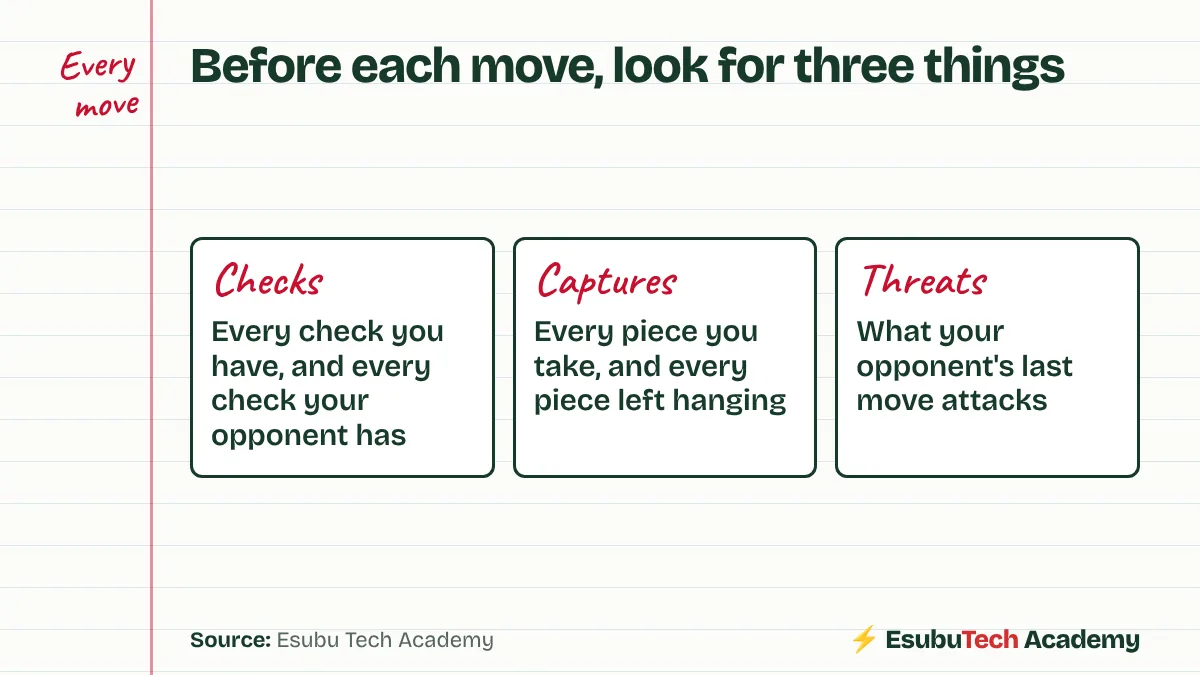 Every
move
Before each move, look for three things
Checks
Every check you
have, and every
check your
opponent has
Captures
Every piece you
take, and every
piece left hanging
Threats
What your
opponent's last
move attacks
Source: Esubu Tech Academy
⚡ EsubuTech Academy